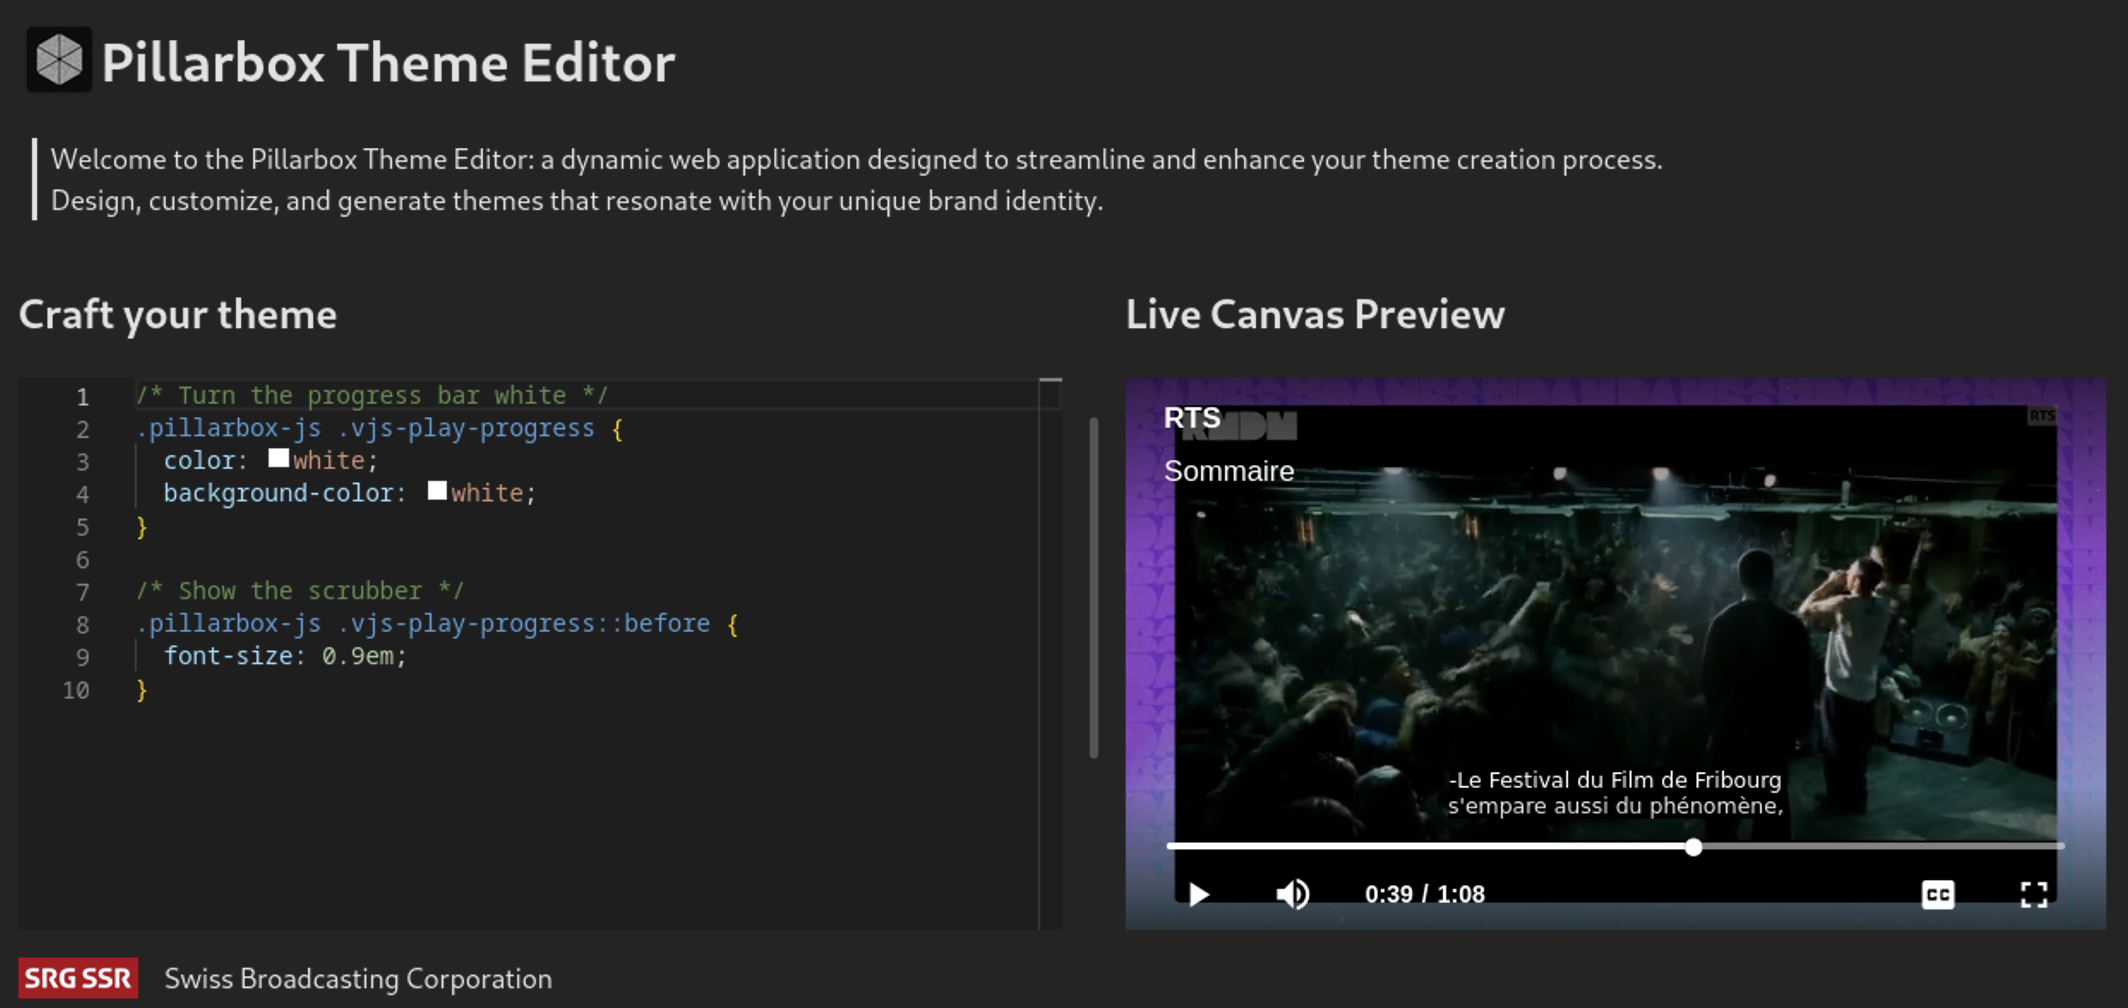 Pillarbox Theme Editor
Welcome to the Pillarbox Theme Editor: a dynamic web application designed to streamline and enhance your theme creation process.
Design, customize, and generate themes that resonate with your unique brand identity.
Craft your theme
1 /* Turn the progress bar white */
2 .pillarbox-js .vjs-play-progress {
3 color: white;
4 background-color: white;
5 }
6
7 /* Show the scrubber */
8 .pillarbox-js .vjs-play-progress::before {
9 font-size: 0.9em;
10 }
Live Canvas Preview
RTS
RTS
Sommaire
-Le Festival du Film de Fribourg
s'empare aussi du phénomène,
0:39 / 1:08
CC
SRG SSR Swiss Broadcasting Corporation